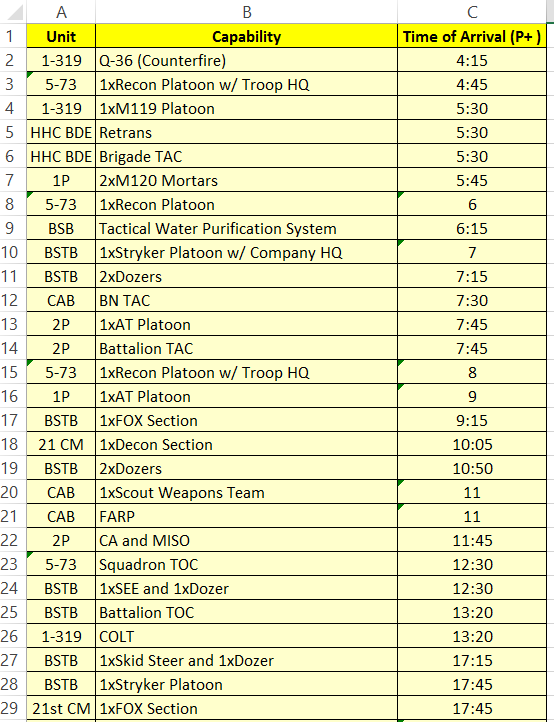 A B C
1 Unit Capability Time of Arrival (P+ )
2 1-319 Q-36 (Counterfire) 4:15
3 5-73 1xRecon Platoon w/ Troop HQ 4:45
4 1-319 1xM119 Platoon 5:30
5 HHC BDE Retrans 5:30
6 HHC BDE Brigade TAC 5:30
7 1P 2xM120 Mortars 5:45
8 5-73 1xRecon Platoon 6
9 BSB Tactical Water Purification System 6:15
10 BSTB 1xStryker Platoon w/ Company HQ 7
11 BSTB 2xDozers 7:15
12 CAB BN TAC 7:30
13 2P 1xAT Platoon 7:45
14 2P Battalion TAC 7:45
15 5-73 1xRecon Platoon w/ Troop HQ 8
16 1P 1xAT Platoon 9
17 BSTB 1xFOX Section 9:15
18 21 CM 1xDecon Section 10:05
19 BSTB 2xDozers 10:50
20 CAB 1xScout Weapons Team 11
21 CAB FARP 11
22 2P CA and MISO 11:45
23 5-73 Squadron TOC 12:30
24 BSTB 1xSEE and 1xDozer 12:30
25 BSTB Battalion TOC 13:20
26 1-319 COLT 13:20
27 BSTB 1xSkid Steer and 1xDozer 17:15
28 BSTB 1xStryker Platoon 17:45
29 21st CM 1xFOX Section 17:45